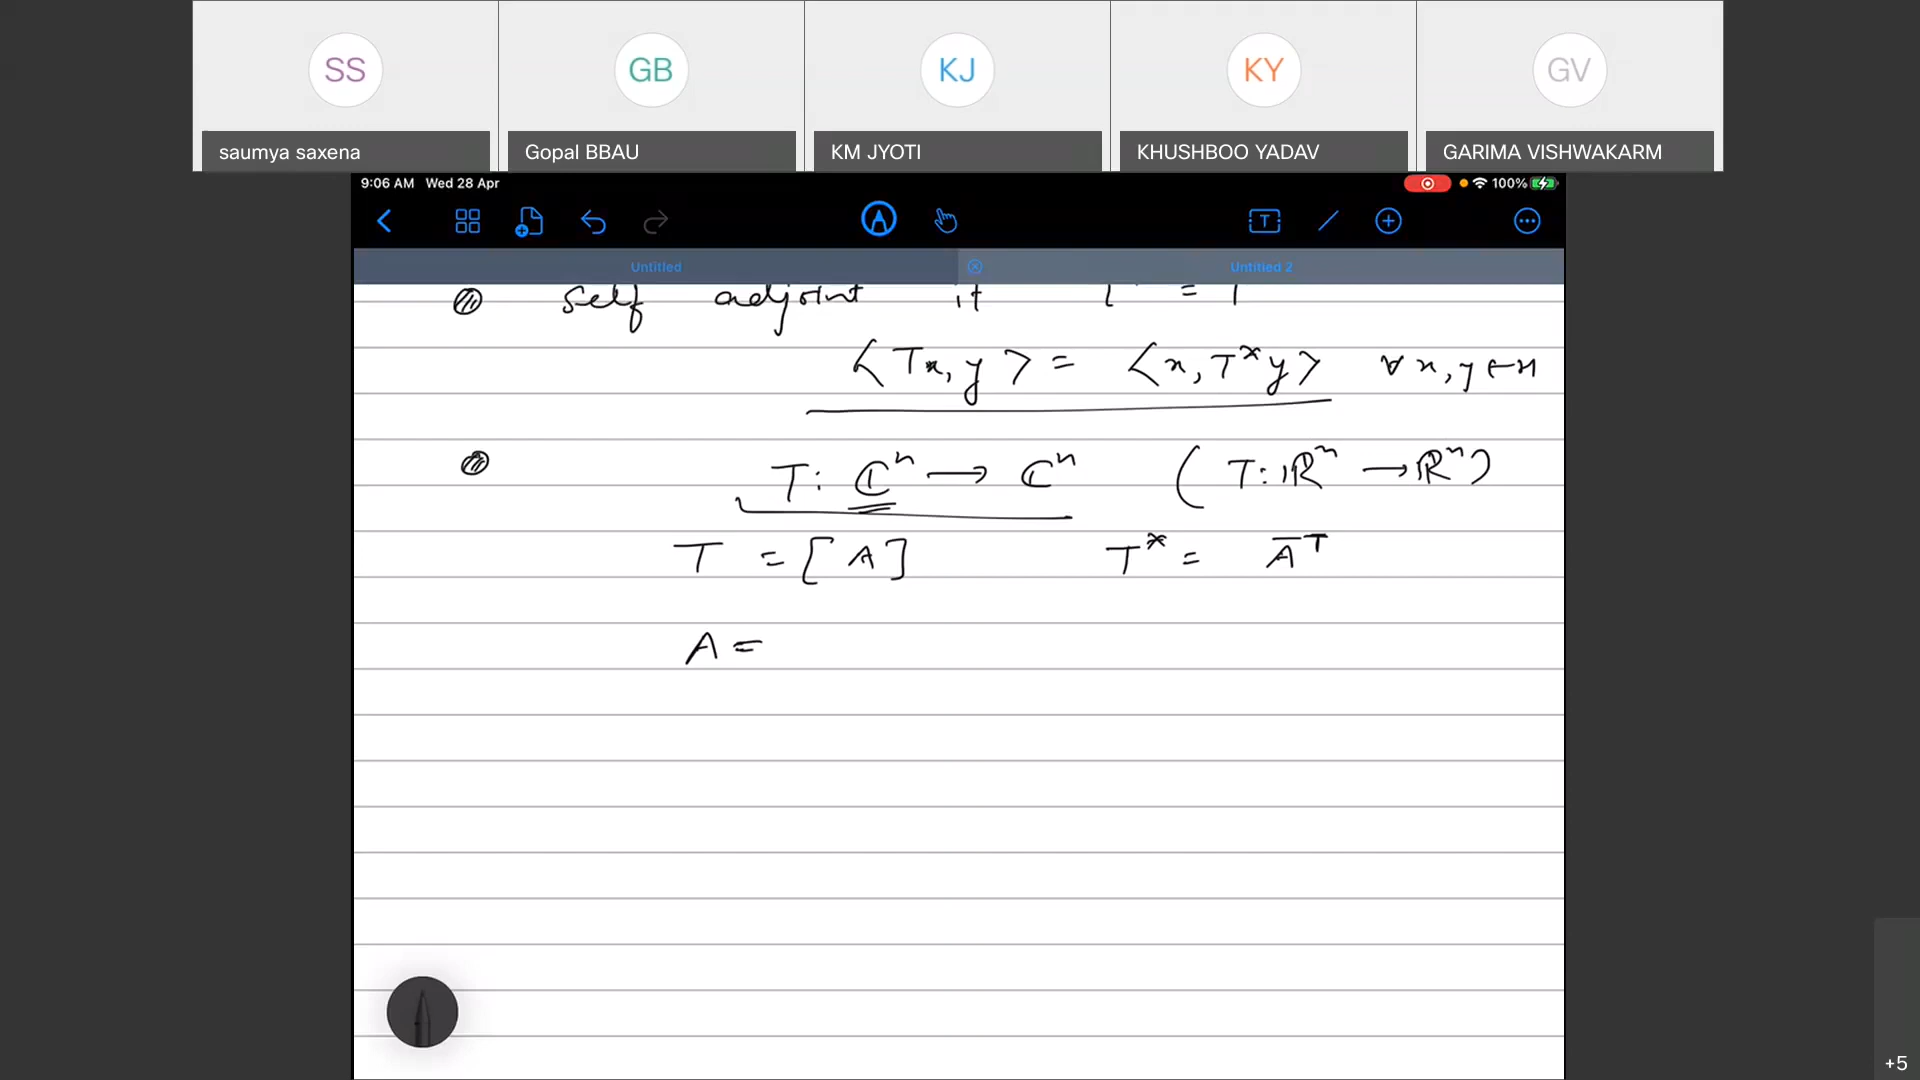 SS GB KJ KY GV
saumya saxena Gopal BBAU KM JYOTI KHUSHBOO YADAV GARIMA VISHWAKARM
9:06 AM Wed 28 Apr 100%
T
Untitled Untitled 2
self adjoint if T* = T
⟨Tx, y⟩ = ⟨x, T*y⟩ ∀ x, y ∈ H
T: ℂⁿ → ℂⁿ (T: ℝⁿ → ℝⁿ)
T = [A] T* = A̅ᵀ
A =
+5